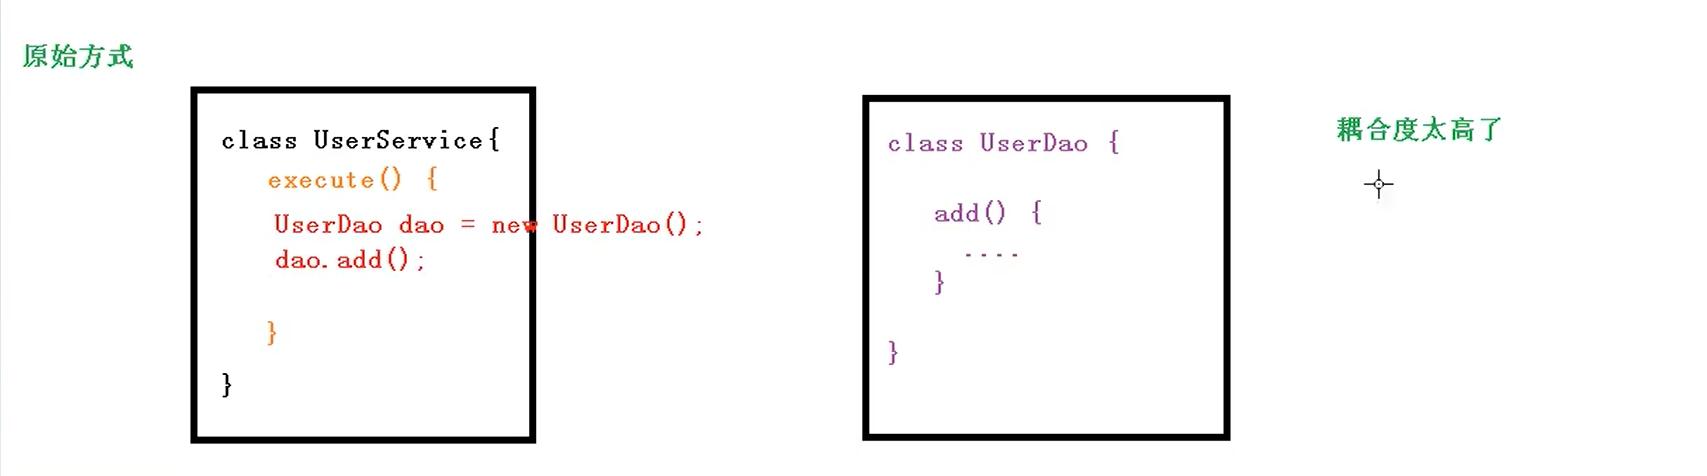 原始方式
class UserService{
execute() {
UserDao dao = new UserDao();
dao.add();
}
}
class UserDao {
add() {
....
}
}
耦合度太高了